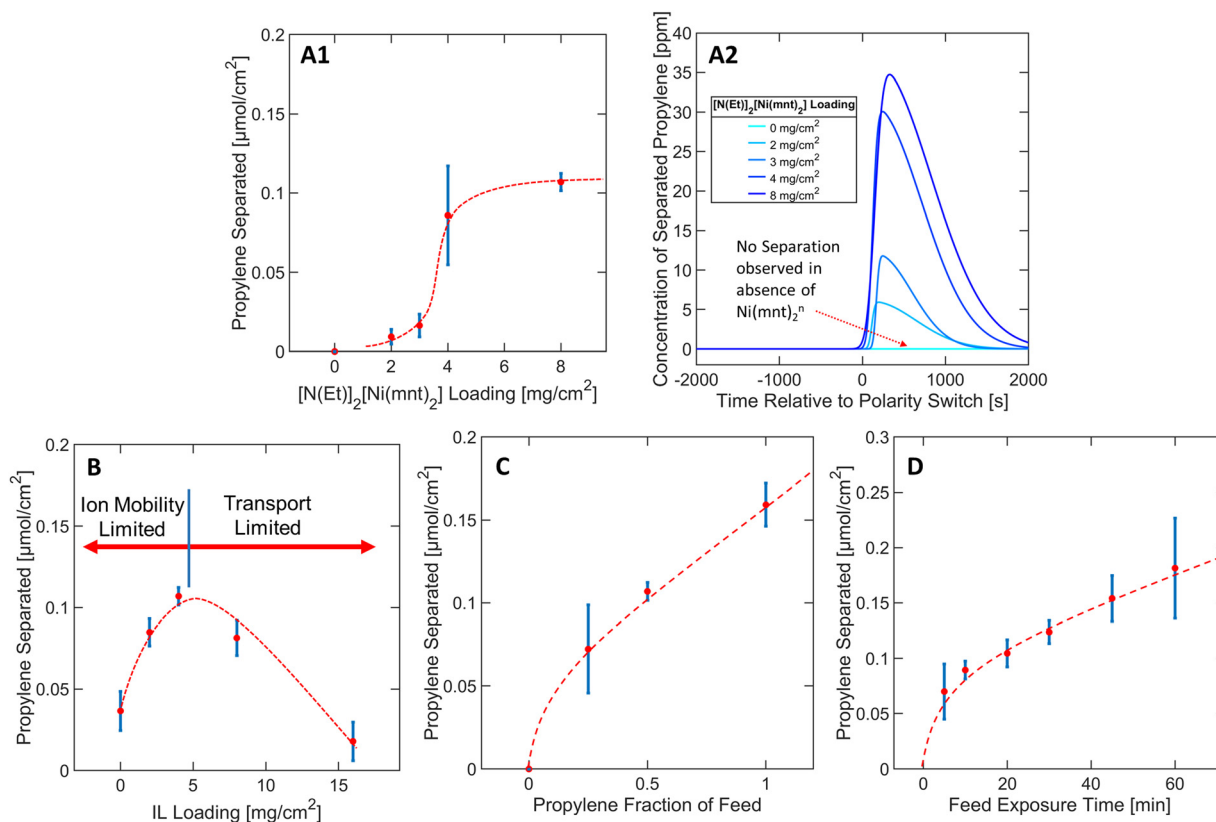 A1
Propylene Separated [µmol/cm²]
0.2
0.15
0.1
0.05
0
0 2 4 6 8
[N(Et)]₂[Ni(mnt)₂] Loading [mg/cm²]
A2
Concentration of Separated Propylene [ppm]
40
35
30
25
20
15
10
5
0
[N(Et)]₂[Ni(mnt)₂] Loading
0 mg/cm²
2 mg/cm²
3 mg/cm²
4 mg/cm²
8 mg/cm²
No Separation
observed in
absence of
Ni(mnt)₂ⁿ
-2000 -1000 0 1000 2000
Time Relative to Polarity Switch [s]
B
Propylene Separated [µmol/cm²]
0.2
0.15
0.1
0.05
0
Ion Mobility
Limited
Transport
Limited
0 5 10 15
IL Loading [mg/cm²]
C
Propylene Separated [µmol/cm²]
0.2
0.15
0.1
0.05
0
0 0.5 1
Propylene Fraction of Feed
D
Propylene Separated [µmol/cm²]
0.3
0.25
0.2
0.15
0.1
0.05
0
0 20 40 60
Feed Exposure Time [min]